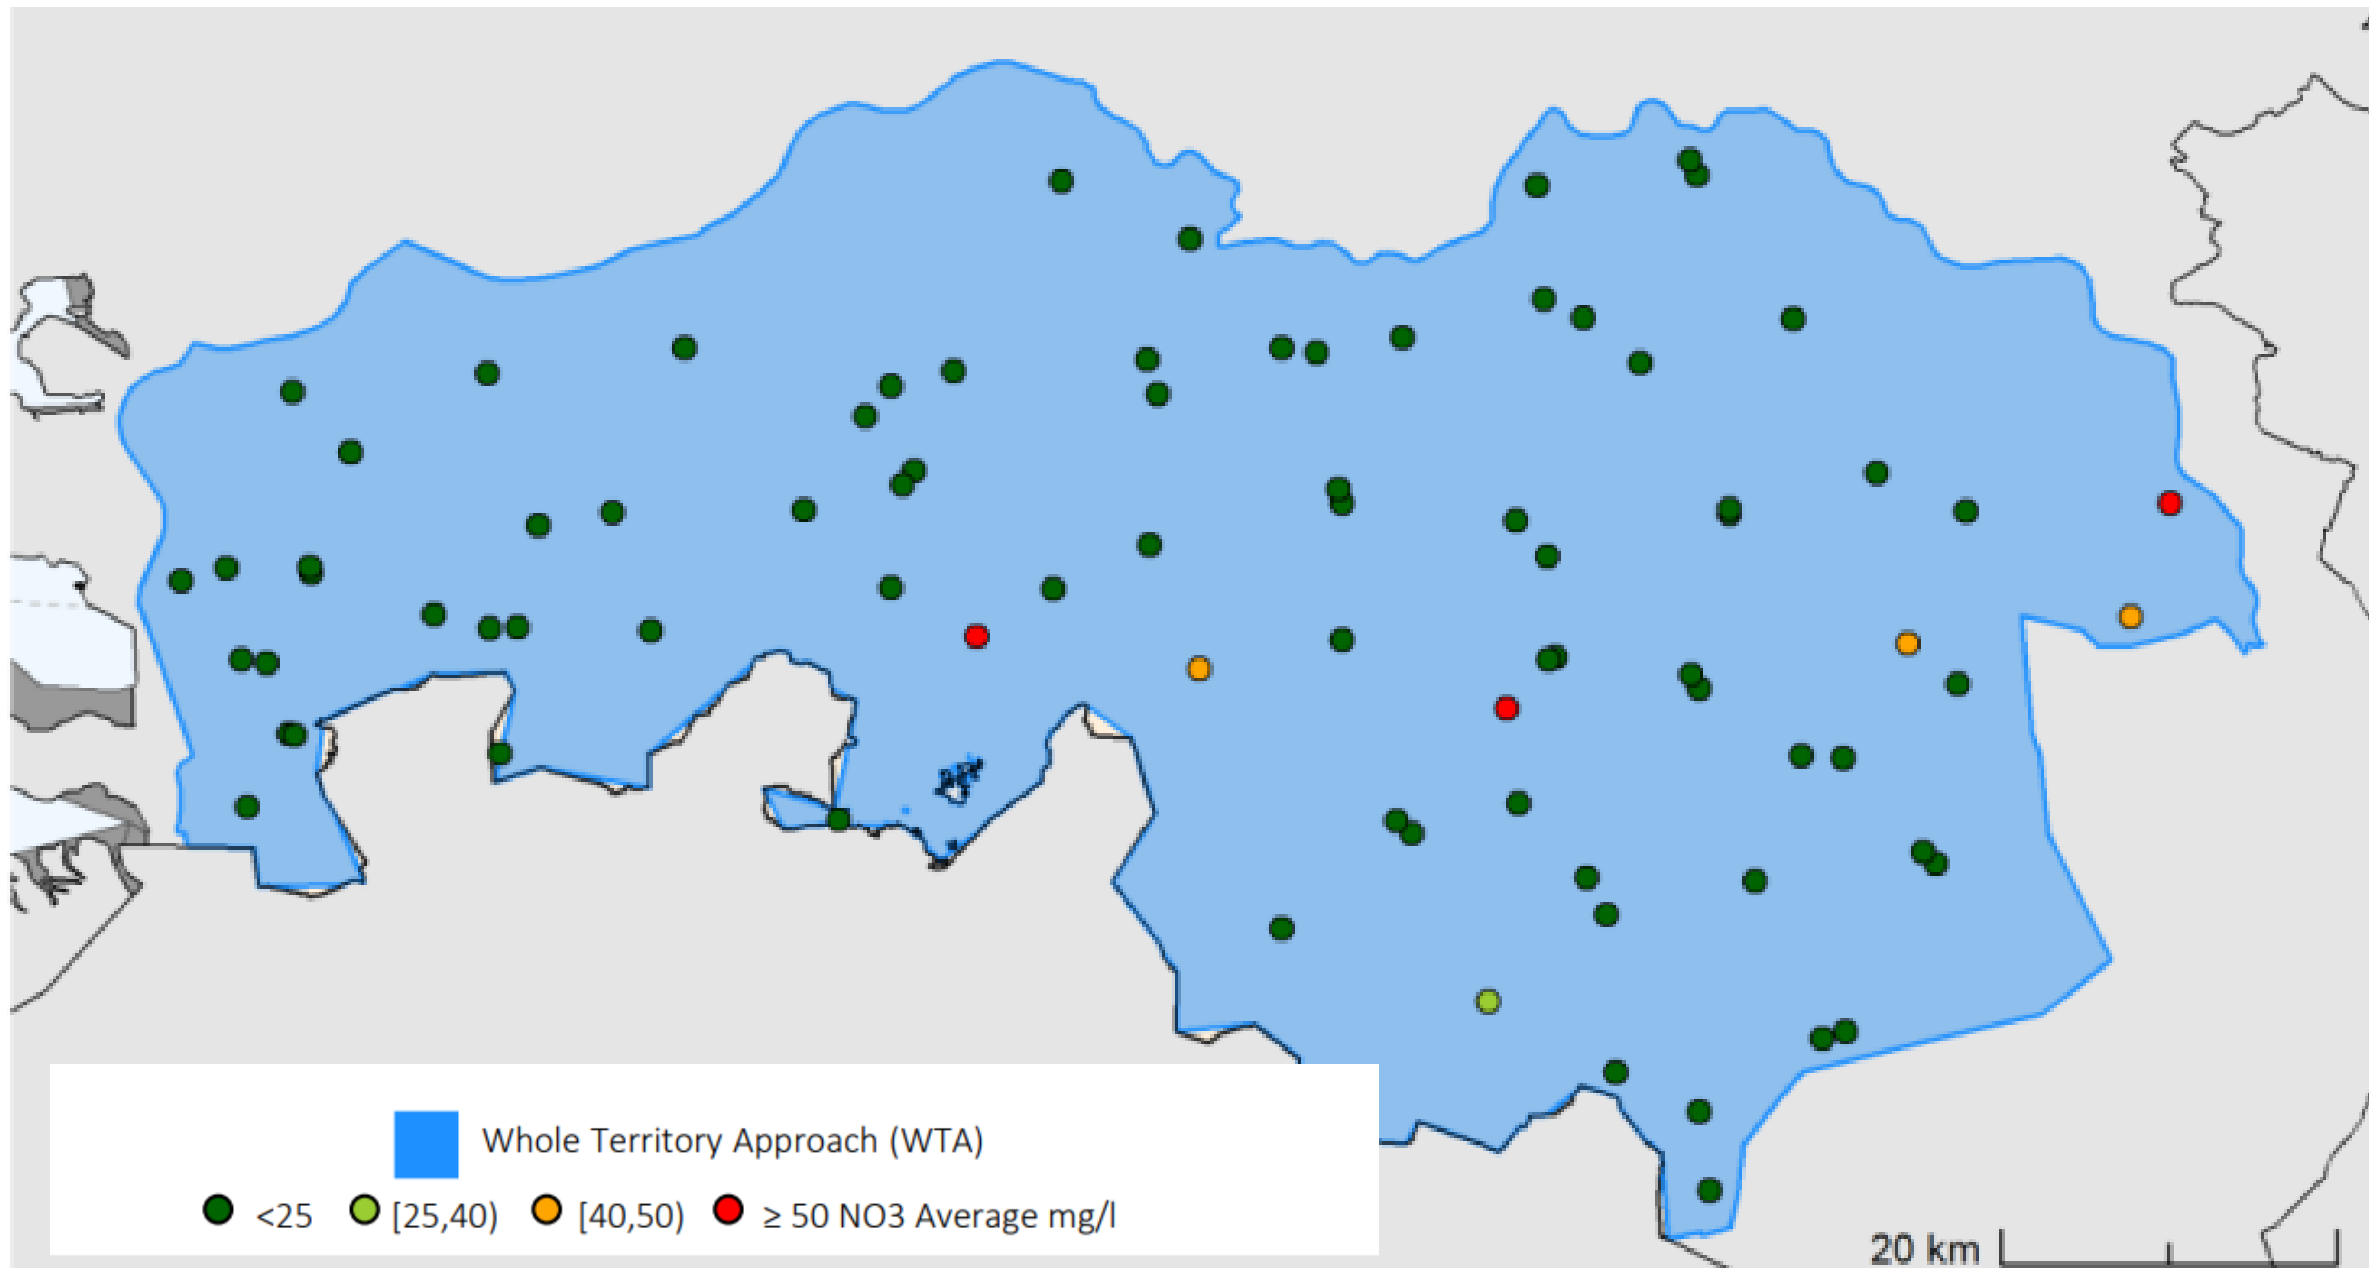 Whole Territory Approach (WTA)
<25 [25,40) [40,50) ≥ 50 NO3 Average mg/l
20 km